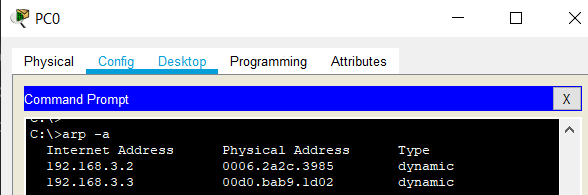 PC0
Physical Config Desktop Programming Attributes
Command Prompt X
C:\>
C:\>arp -a
Internet Address Physical Address Type
192.168.3.2 0006.2a2c.3985 dynamic
192.168.3.3 00d0.bab9.1d02 dynamic